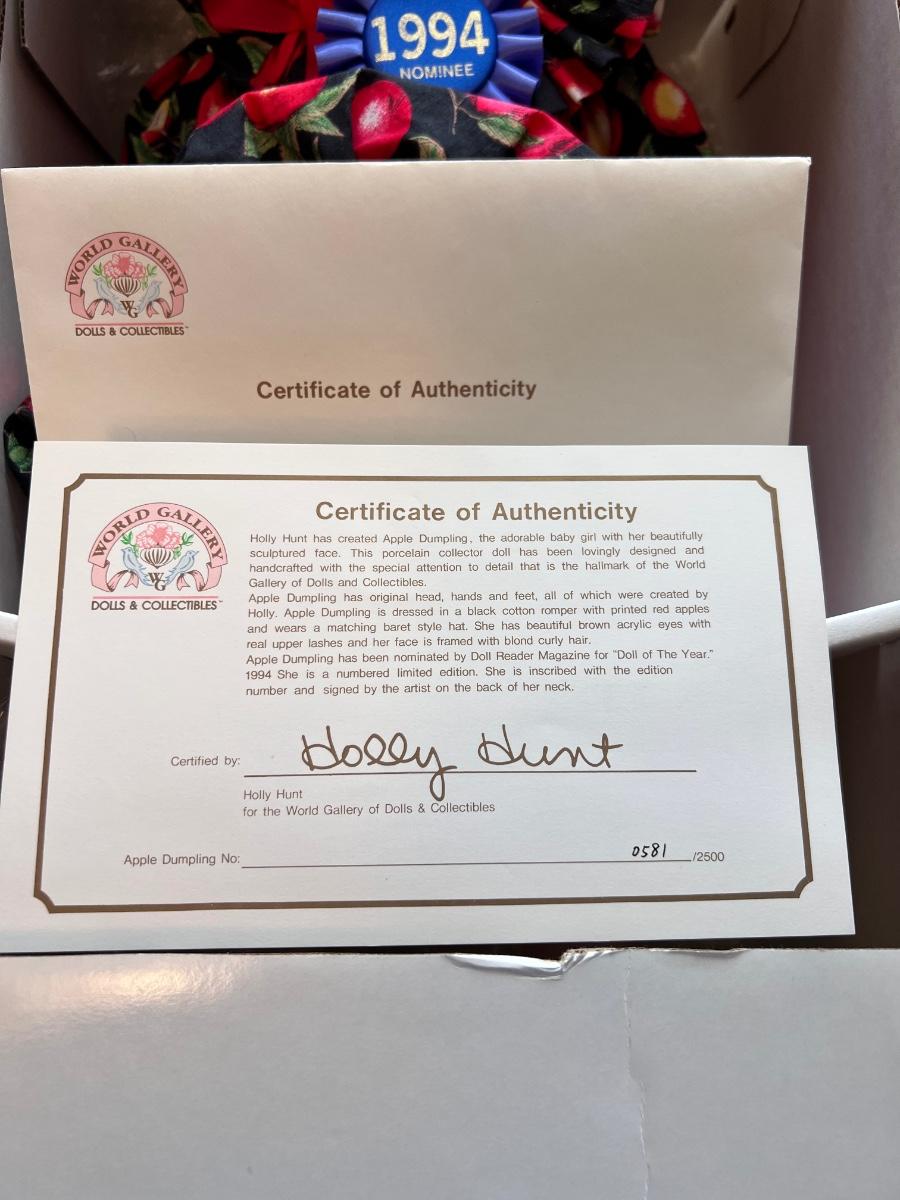 1994
NOMINEE
WORLD GALLERY
WG
DOLLS & COLLECTIBLES™
Certificate of Authenticity
WORLD GALLERY
WG
DOLLS & COLLECTIBLES™
Certificate of Authenticity
Holly Hunt has created Apple Dumpling, the adorable baby girl with her beautifully
sculptured face. This porcelain collector doll has been lovingly designed and
handcrafted with the special attention to detail that is the hallmark of the World
Gallery of Dolls and Collectibles.
Apple Dumpling has original head, hands and feet, all of which were created by
Holly. Apple Dumpling is dressed in a black cotton romper with printed red apples
and wears a matching baret style hat. She has beautiful brown acrylic eyes with
real upper lashes and her face is framed with blond curly hair.
Apple Dumpling has been nominated by Doll Reader Magazine for "Doll of The Year."
1994 She is a numbered limited edition. She is inscribed with the edition
number and signed by the artist on the back of her neck.
Certified by: Holly Hunt
Holly Hunt
for the World Gallery of Dolls & Collectibles
Apple Dumpling No: 0581 /2500